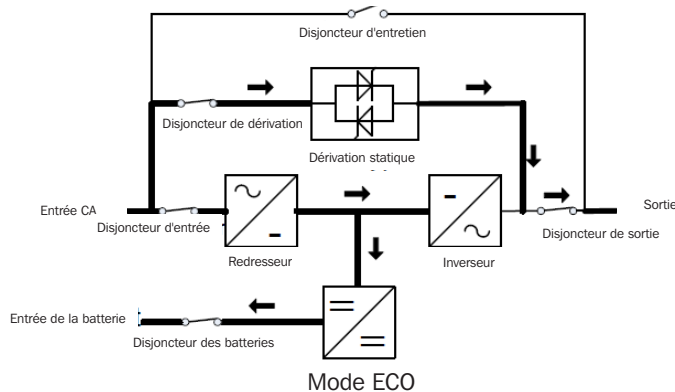 Disjoncteur d'entretien
Disjoncteur de dérivation
Dérivation statique
Entrée CA
Sortie
Disjoncteur d'entrée
Disjoncteur de sortie
Redresseur
Inverseur
Entrée de la batterie
Disjoncteur des batteries
Mode ECO